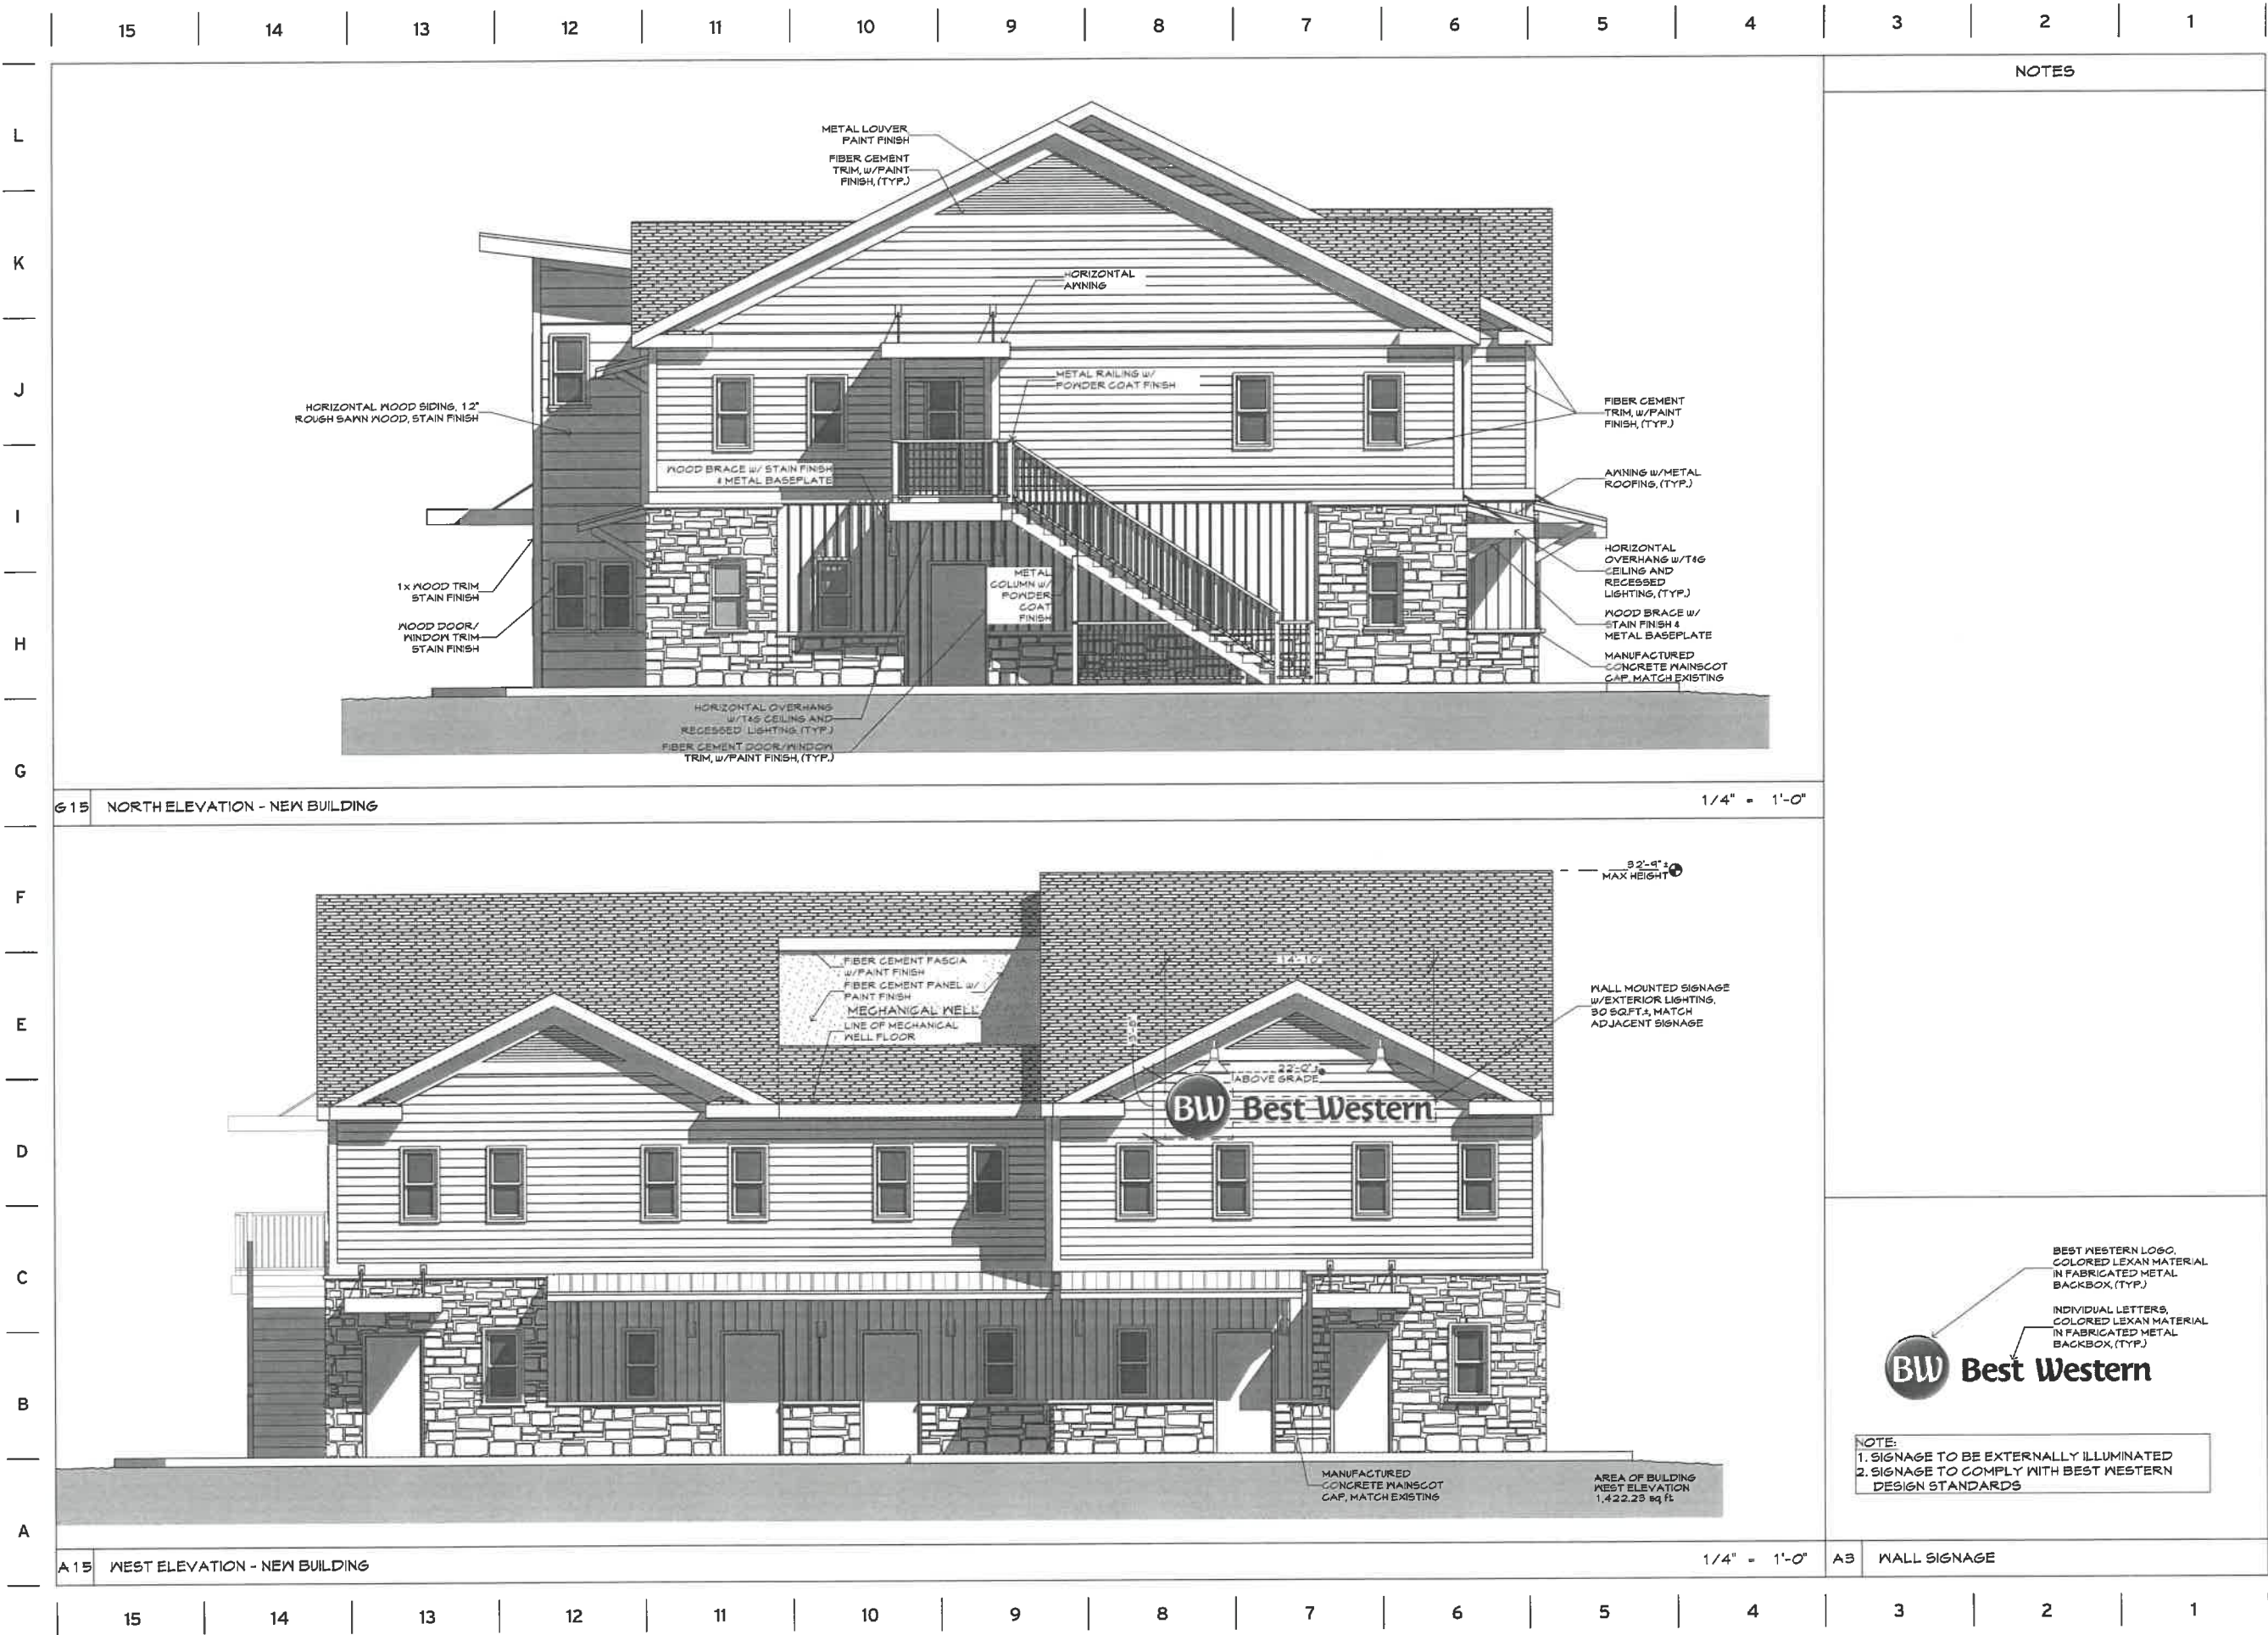 15 14 13 12 11 10 9 8 7 6 5 4 3 2 1
NOTES
L
K
J
I
H
G
F
E
D
C
B
A
METAL LOUVER
PAINT FINISH
FIBER CEMENT
TRIM, W/PAINT
FINISH, (TYP.)
HORIZONTAL
AWNING
METAL RAILING W/
POWDER COAT FINISH
HORIZONTAL WOOD SIDING, 12"
ROUGH SAWN WOOD, STAIN FINISH
WOOD BRACE W/ STAIN FINISH
& METAL BASEPLATE
FIBER CEMENT
TRIM, W/PAINT
FINISH, (TYP.)
AWNING W/METAL
ROOFING, (TYP.)
HORIZONTAL
OVERHANG W/T&G
CEILING AND
RECESSED
LIGHTING, (TYP.)
WOOD BRACE W/
STAIN FINISH &
METAL BASEPLATE
MANUFACTURED
CONCRETE WAINSCOT
CAP, MATCH EXISTING
1x WOOD TRIM
STAIN FINISH
WOOD DOOR/
WINDOW TRIM
STAIN FINISH
METAL
COLUMN W/
POWDER
COAT
FINISH
HORIZONTAL OVERHANG
W/T&G CEILING AND
RECESSED LIGHTING, (TYP.)
FIBER CEMENT DOOR/WINDOW
TRIM, W/PAINT FINISH, (TYP.)
G15 NORTH ELEVATION - NEW BUILDING 1/4" = 1'-0"
32'-9" ±
MAX HEIGHT
FIBER CEMENT FASCIA
W/PAINT FINISH
FIBER CEMENT PANEL W/
PAINT FINISH
MECHANICAL WELL
LINE OF MECHANICAL
WELL FLOOR
14'-10"
WALL MOUNTED SIGNAGE
W/EXTERIOR LIGHTING,
30 SQ.FT.±, MATCH
ADJACENT SIGNAGE
22'-0" ±
ABOVE GRADE
BW Best Western
MANUFACTURED
CONCRETE WAINSCOT
CAP, MATCH EXISTING
AREA OF BUILDING
WEST ELEVATION
1,422.23 sq ft
A15 WEST ELEVATION - NEW BUILDING 1/4" = 1'-0"
BEST WESTERN LOGO,
COLORED LEXAN MATERIAL
IN FABRICATED METAL
BACKBOX, (TYP.)
INDIVIDUAL LETTERS,
COLORED LEXAN MATERIAL
IN FABRICATED METAL
BACKBOX, (TYP.)
BW Best Western
NOTE:
1. SIGNAGE TO BE EXTERNALLY ILLUMINATED
2. SIGNAGE TO COMPLY WITH BEST WESTERN
DESIGN STANDARDS
A3 WALL SIGNAGE
15 14 13 12 11 10 9 8 7 6 5 4 3 2 1